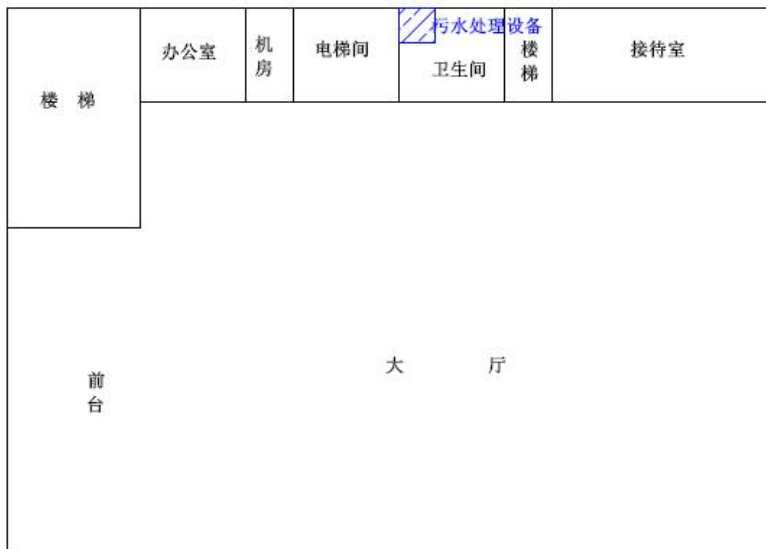 楼 梯
办公室
机房
电梯间
污水处理设备
卫生间
楼梯
接待室
前台
大 厅